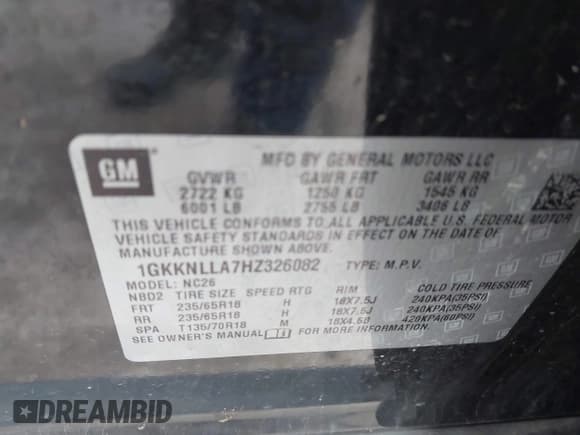 GM
MFD BY GENERAL MOTORS LLC
GVWR GAWR FRT GAWR RR
2722 KG 1250 KG 1545 KG
6001 LB 2755 LB 3406 LB
THIS VEHICLE CONFORMS TO ALL APPLICABLE U.S. FEDERAL MOTOR
VEHICLE SAFETY STANDARDS IN EFFECT ON THE DATE OF
MANUFACTURE SHOWN ABOVE.
1GKKNLLA7HZ326082 TYPE: M.P.V.
MODEL: NC26
NBD2 TIRE SIZE SPEED RTG RIM COLD TIRE PRESSURE
FRT 235/65R18 H 18X7.5J 240KPA(35PSI)
RR 235/65R18 H 18X7.5J 240KPA(35PSI)
SPA T135/70R18 M 18X4.5B 420KPA(60PSI)
SEE OWNER'S MANUAL FOR MORE INFORMATION.
DREAMBID